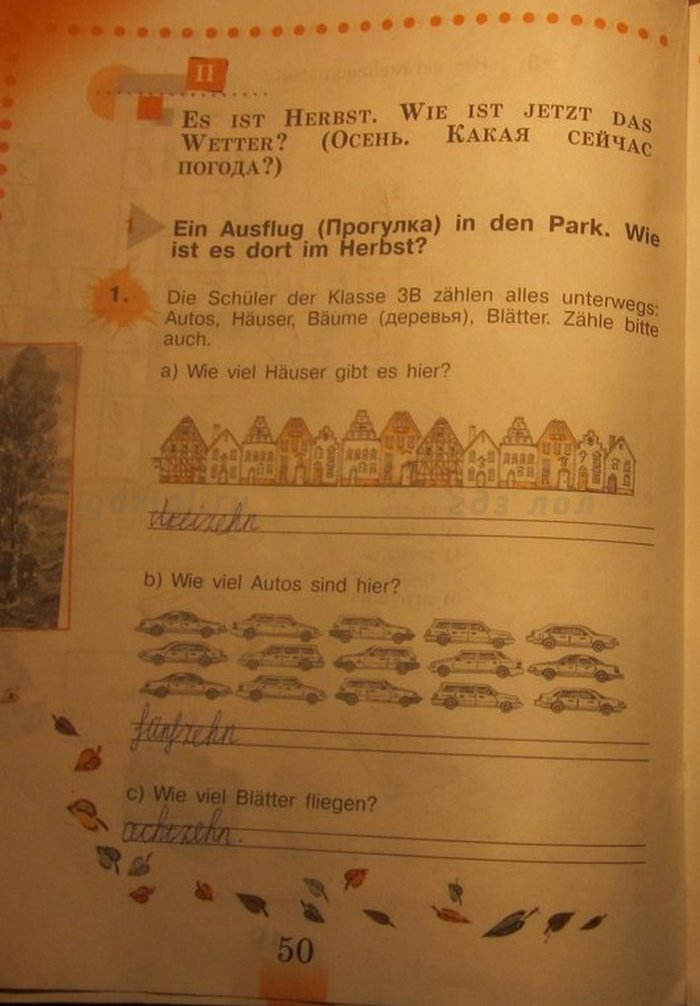 II
ES IST HERBST. WIE IST JETZT DAS
WETTER? (ОСЕНЬ. КАКАЯ СЕЙЧАС
ПОГОДА?)
1
Ein Ausflug (Прогулка) in den Park. Wie
ist es dort im Herbst?
1.
Die Schüler der Klasse 3B zählen alles unterwegs:
Autos, Häuser, Bäume (деревья), Blätter. Zähle bitte
auch.
a) Wie viel Häuser gibt es hier?
dreizehn
гдз лол
b) Wie viel Autos sind hier?
fünfzehn
c) Wie viel Blätter fliegen?
achtzehn.
50